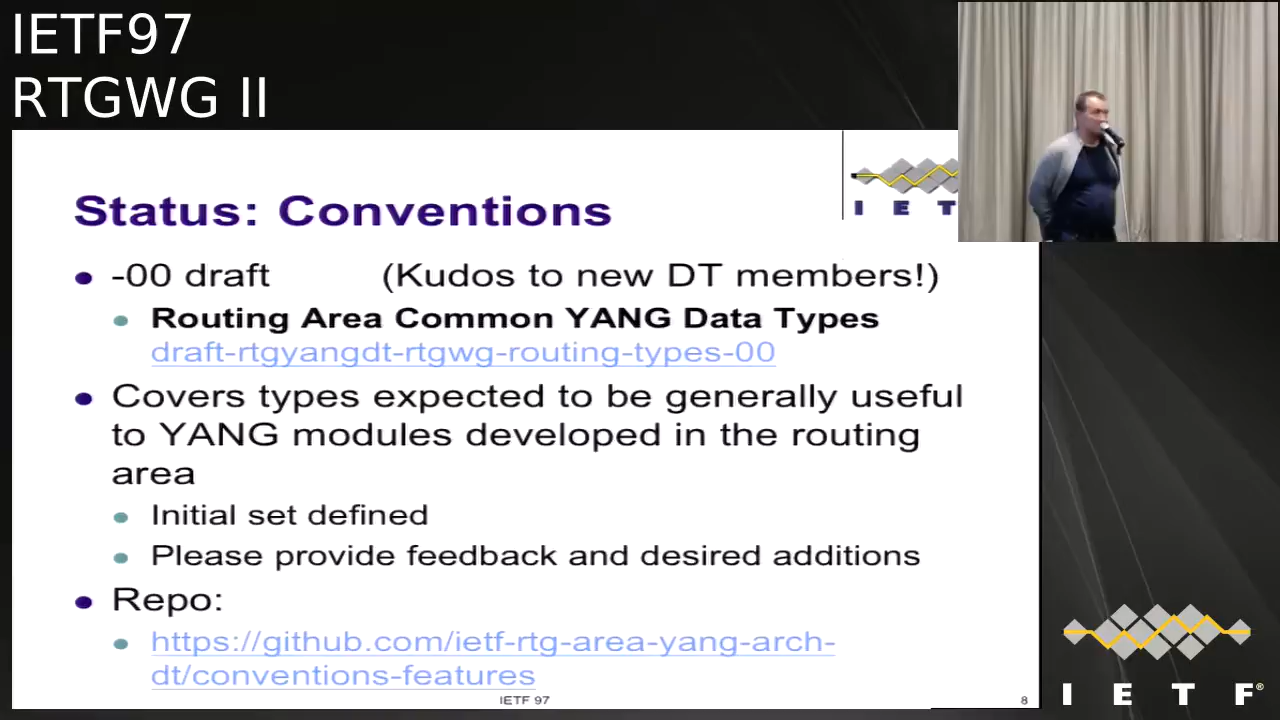 IETF97
RTGWG II
IET
Status: Conventions
-00 draft (Kudos to new DT members!)
Routing Area Common YANG Data Types
draft-rtgyangdt-rtgwg-routing-types-00
Covers types expected to be generally useful
to YANG modules developed in the routing
area
Initial set defined
Please provide feedback and desired additions
Repo:
https://github.com/ietf-rtg-area-yang-arch-
dt/conventions-features
IETF 97
8
IETF®